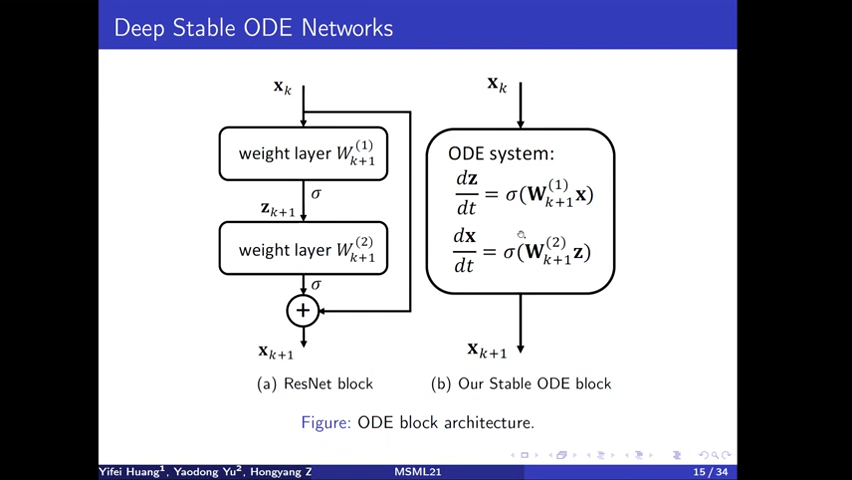 Deep Stable ODE Networks
x_k
weight layer W_{k+1}^{(1)}
σ
z_{k+1}
weight layer W_{k+1}^{(2)}
σ
+
x_{k+1}
(a) ResNet block
x_k
ODE system:
dz/dt = σ(W_{k+1}^{(1)}x)
dx/dt = σ(W_{k+1}^{(2)}z)
x_{k+1}
(b) Our Stable ODE block
Figure: ODE block architecture.
Yifei Huang¹, Yaodong Yu², Hongyang Z
MSML21
15 / 34